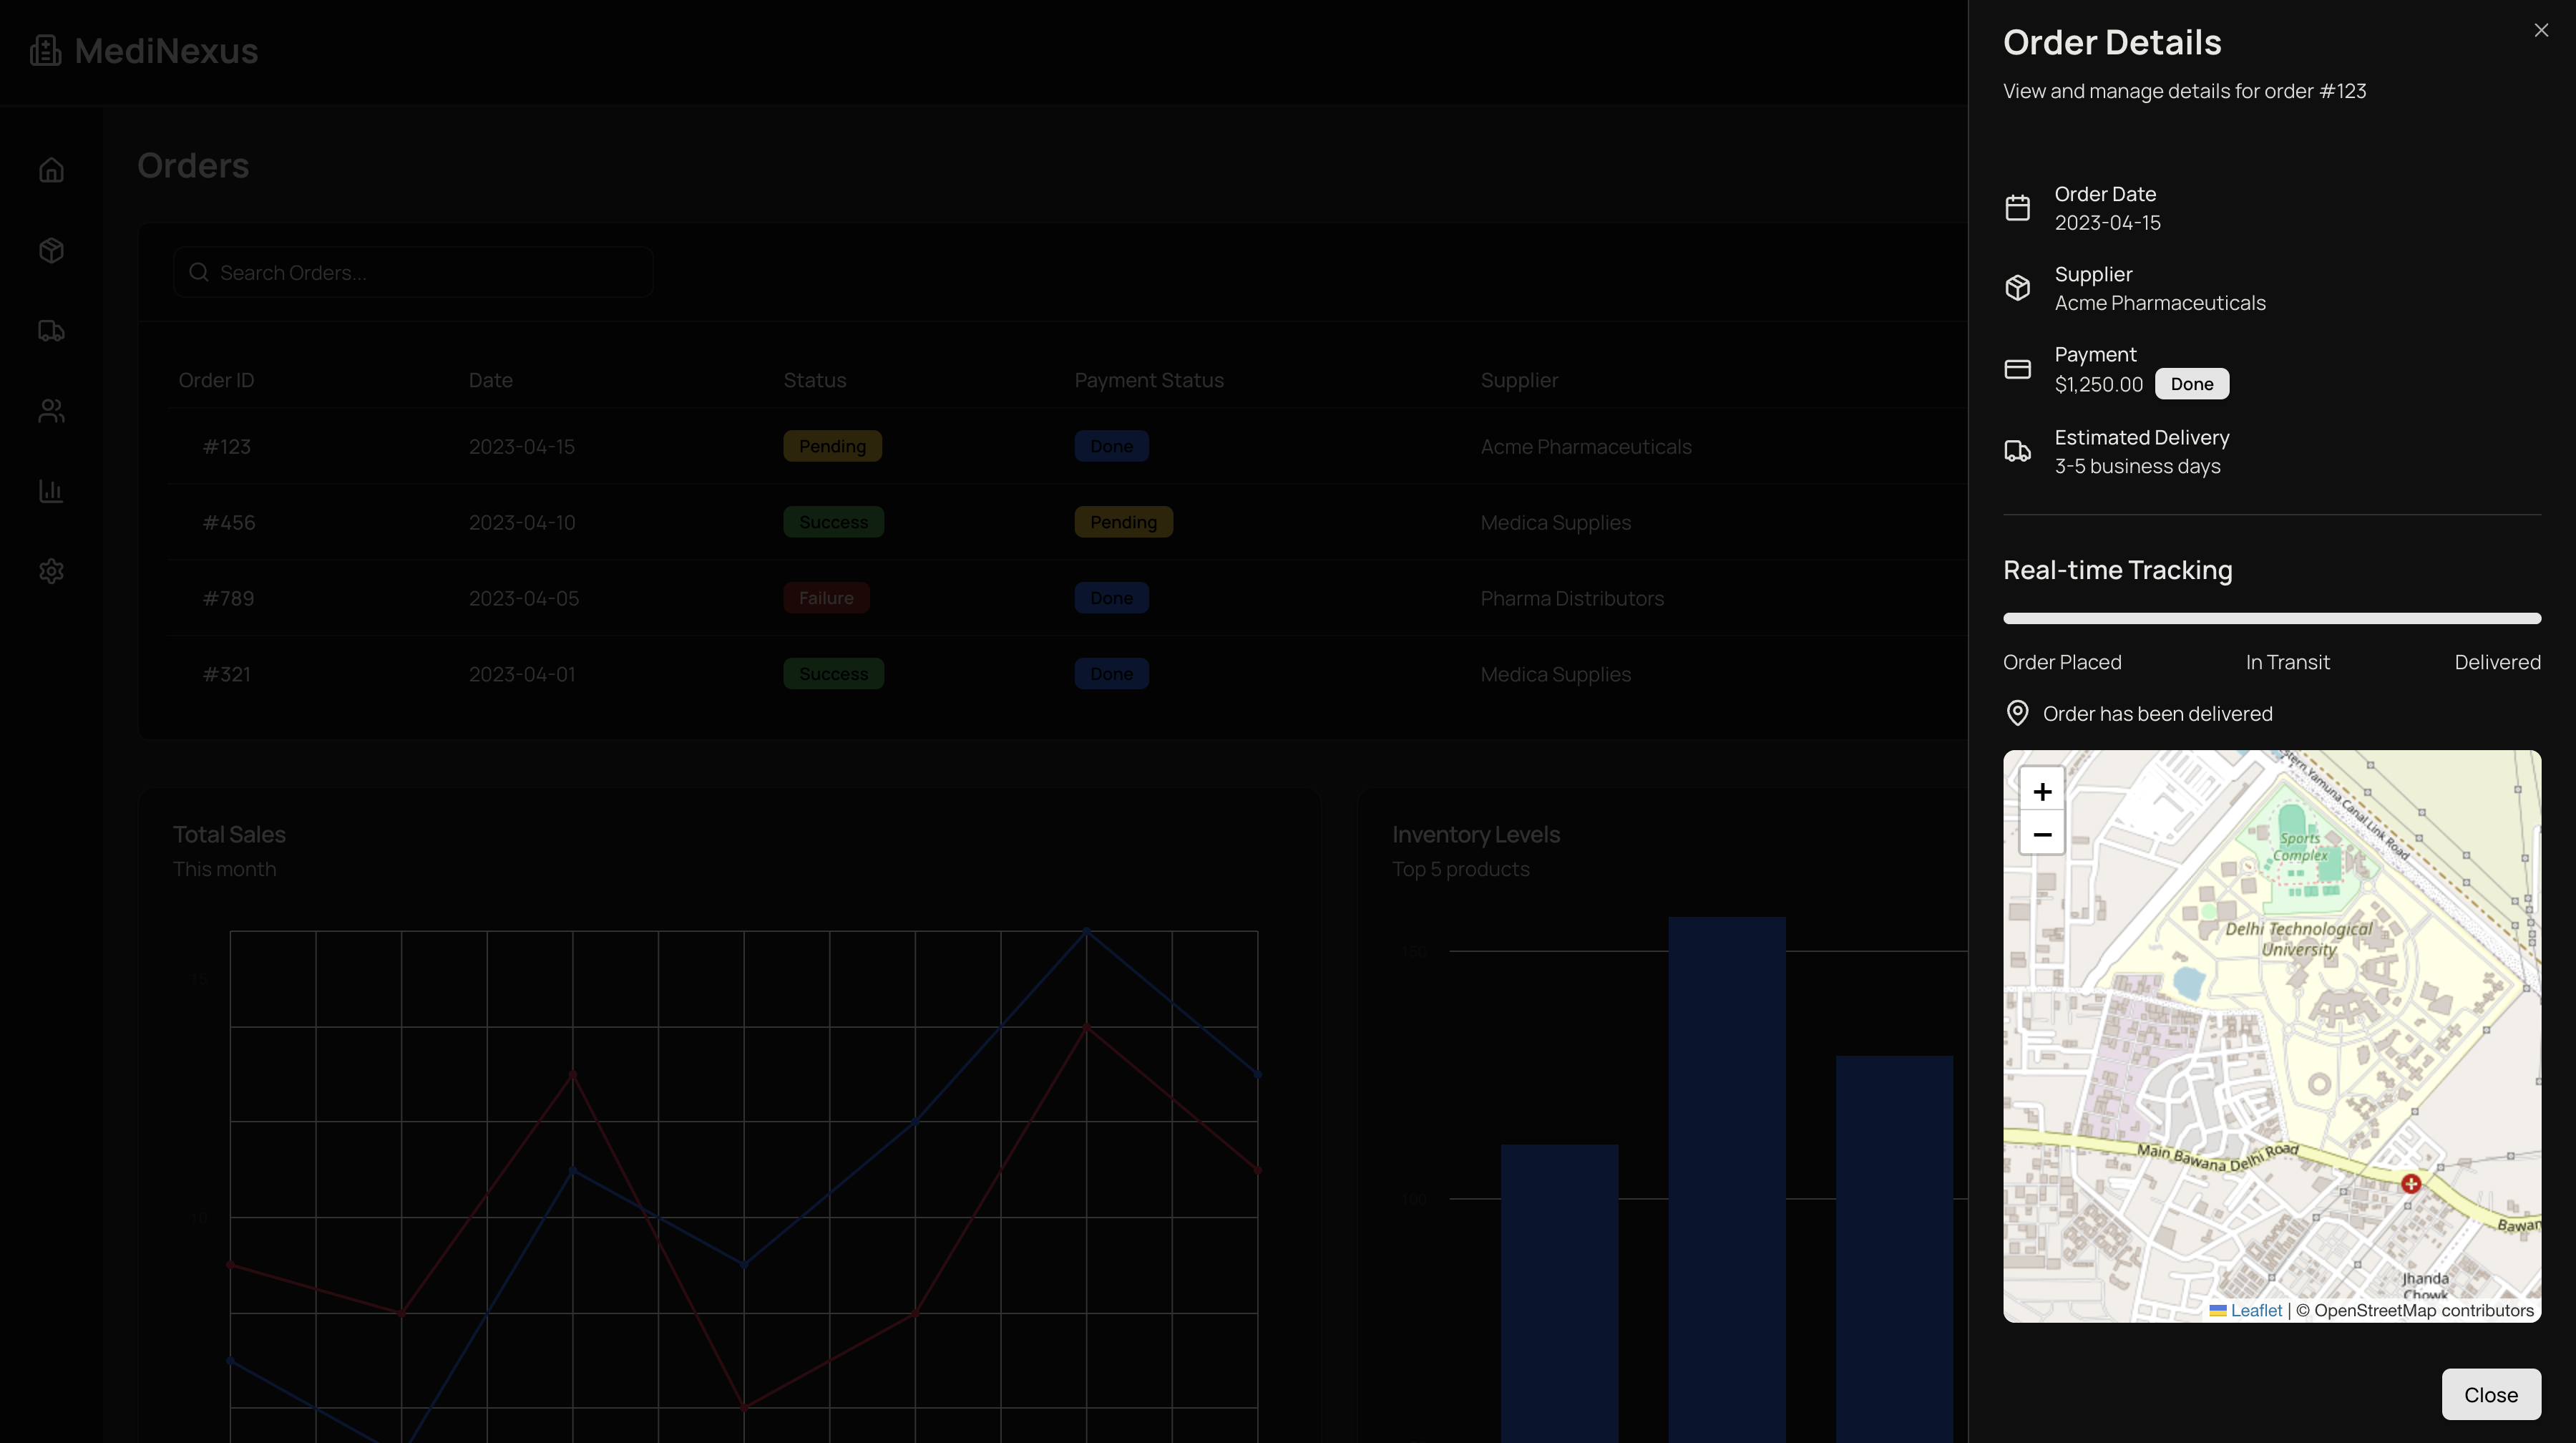 MediNexus
Orders
Search Orders...
Order ID Date Status Payment Status Supplier
#123 2023-04-15 Pending Done Acme Pharmaceuticals
#456 2023-04-10 Success Pending Medica Supplies
#789 2023-04-05 Failure Done Pharma Distributors
#321 2023-04-01 Success Done Medica Supplies
Total Sales
This month
15
10
Inventory Levels
Top 5 products
150
100
Order Details
View and manage details for order #123
Order Date
2023-04-15
Supplier
Acme Pharmaceuticals
Payment
$1,250.00 Done
Estimated Delivery
3-5 business days
Real-time Tracking
Order Placed In Transit Delivered
Order has been delivered
+
−
stern Yamuna Canal Link Road
Sports
Complex
Delhi Technological
University
Main Bawana Delhi Road
Bawan
Jhanda
Chowk
Leaflet | © OpenStreetMap contributors
Close